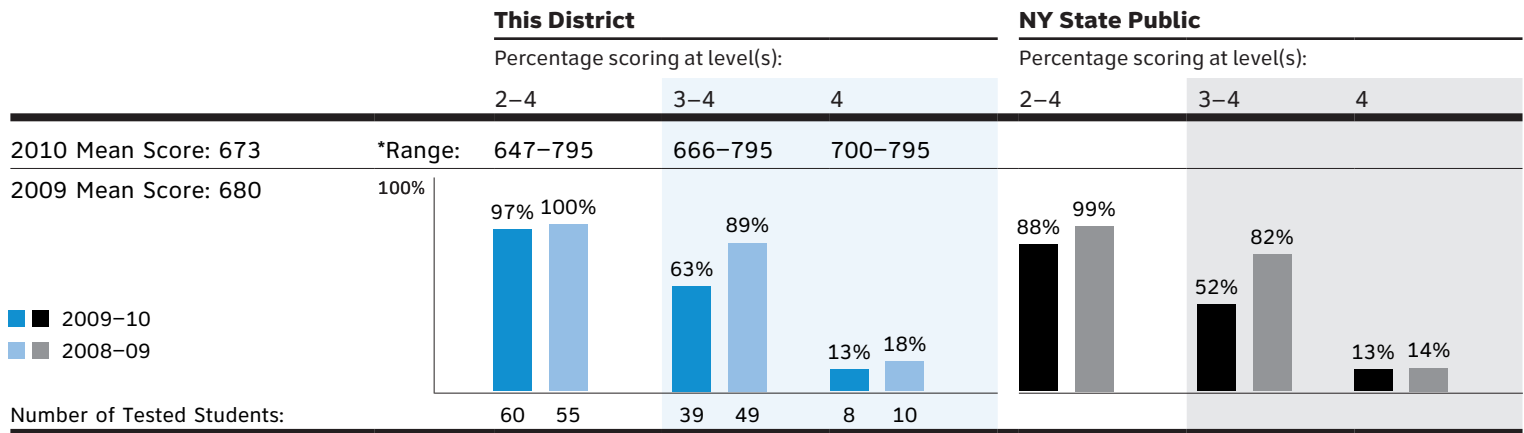 This District NY State Public
Percentage scoring at level(s): Percentage scoring at level(s):
2–4 3–4 4 2–4 3–4 4
2010 Mean Score: 673 *Range: 647–795 666–795 700–795
2009 Mean Score: 680 100%
97% 100% 89% 63% 13% 18% 88% 99% 82% 52% 13% 14%
2009–10
2008–09
Number of Tested Students: 60 55 39 49 8 10